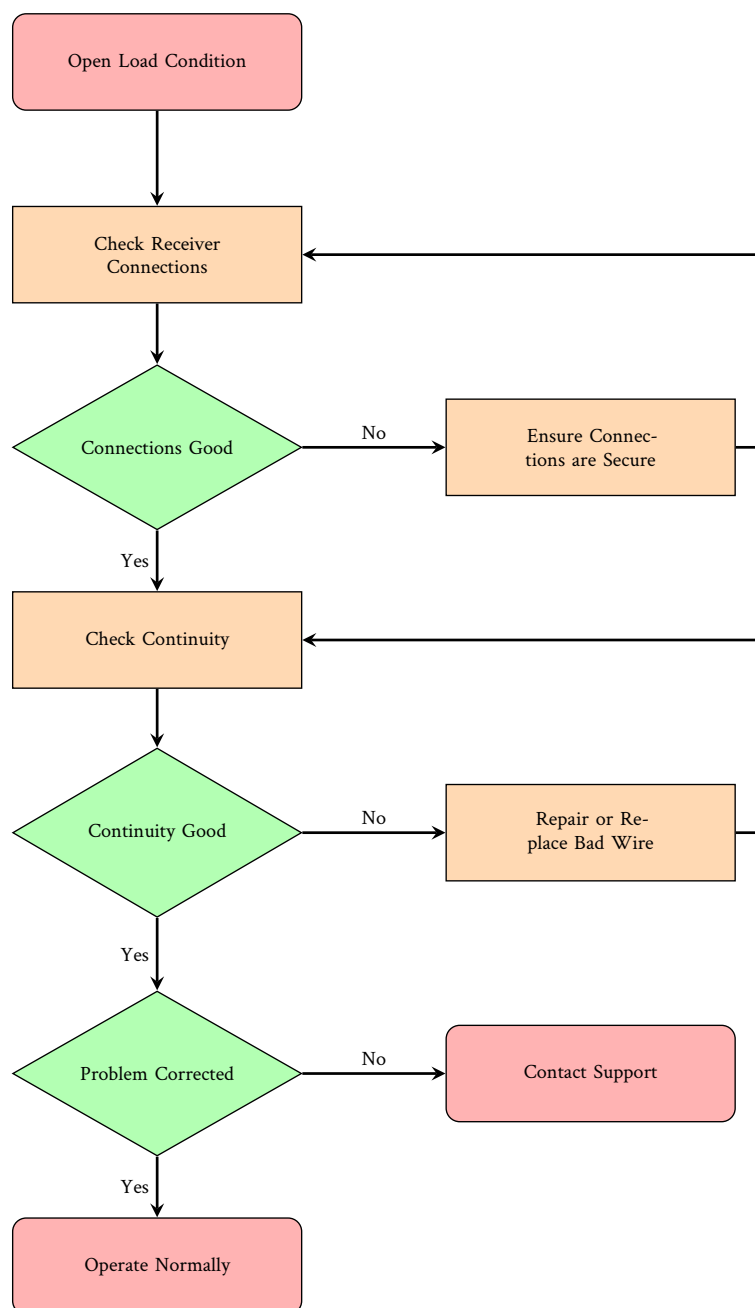 Open Load Condition
Check Receiver
Connections
Connections Good
No
Ensure Connec-
tions are Secure
Yes
Check Continuity
Continuity Good
No
Repair or Re-
place Bad Wire
Yes
Problem Corrected
No
Contact Support
Yes
Operate Normally